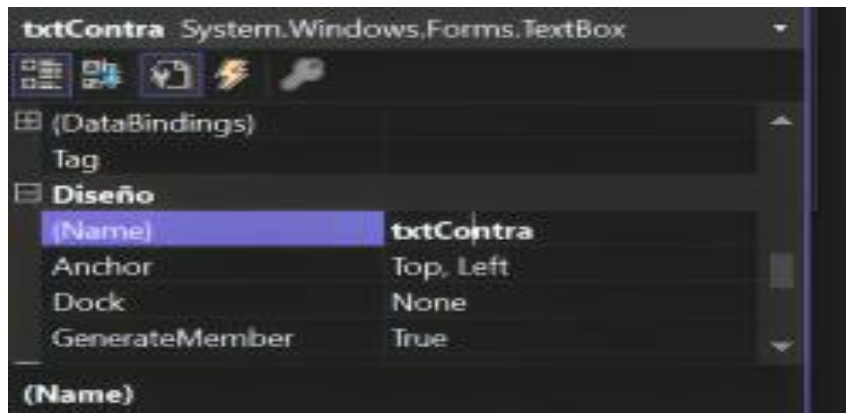 txtContra System.Windows.Forms.TextBox
(DataBindings)
Tag
Diseño
(Name) txtContra
Anchor Top, Left
Dock None
GenerateMember True
(Name)